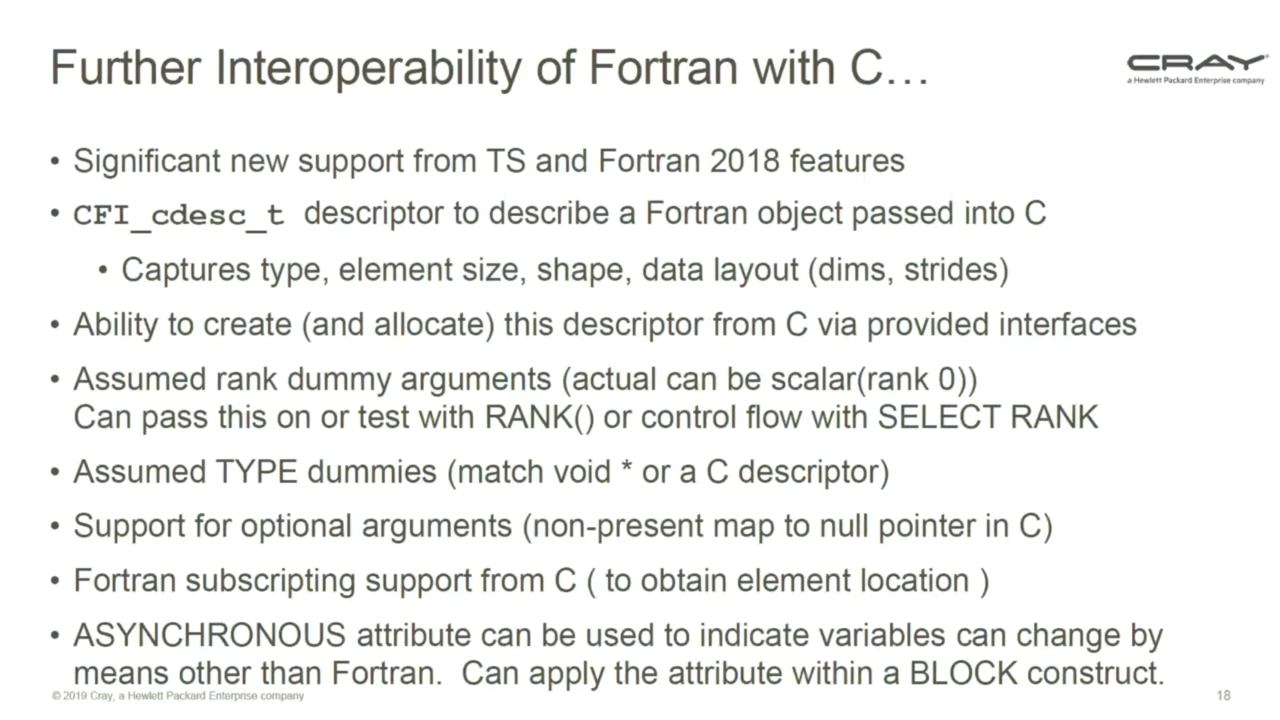 Further Interoperability of Fortran with C...
CRAY
a Hewlett Packard Enterprise company
• Significant new support from TS and Fortran 2018 features
• CFI_cdesc_t descriptor to describe a Fortran object passed into C
• Captures type, element size, shape, data layout (dims, strides)
• Ability to create (and allocate) this descriptor from C via provided interfaces
• Assumed rank dummy arguments (actual can be scalar(rank 0))
Can pass this on or test with RANK() or control flow with SELECT RANK
• Assumed TYPE dummies (match void * or a C descriptor)
• Support for optional arguments (non-present map to null pointer in C)
• Fortran subscripting support from C ( to obtain element location )
• ASYNCHRONOUS attribute can be used to indicate variables can change by
means other than Fortran. Can apply the attribute within a BLOCK construct.
© 2019 Cray, a Hewlett Packard Enterprise company
18